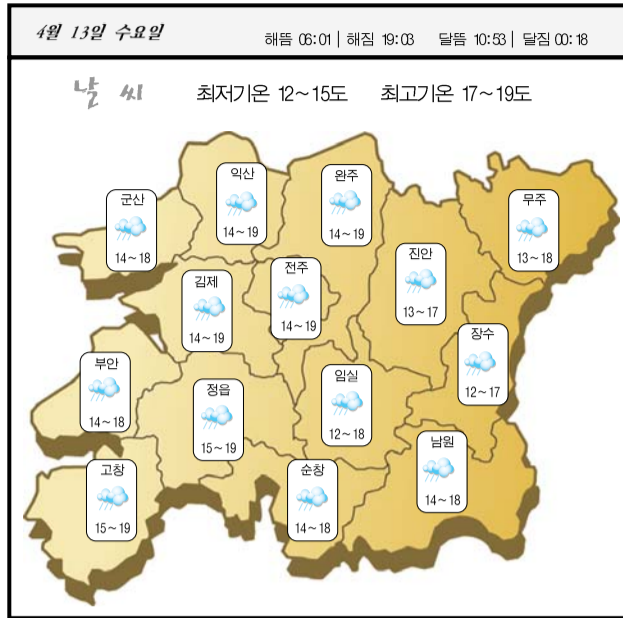 4월 13일 수요일
해뜸 06:01 | 해짐 19:03 달뜸 10:53 | 달짐 00:18
날 씨 최저기온 12~15도 최고기온 17~19도
익산
14~19
완주
14~19
군산
14~18
무주
13~18
진안
13~17
전주
14~19
김제
14~19
장수
12~17
부안
14~18
임실
12~18
정읍
15~19
남원
14~18
고창
15~19
순창
14~18